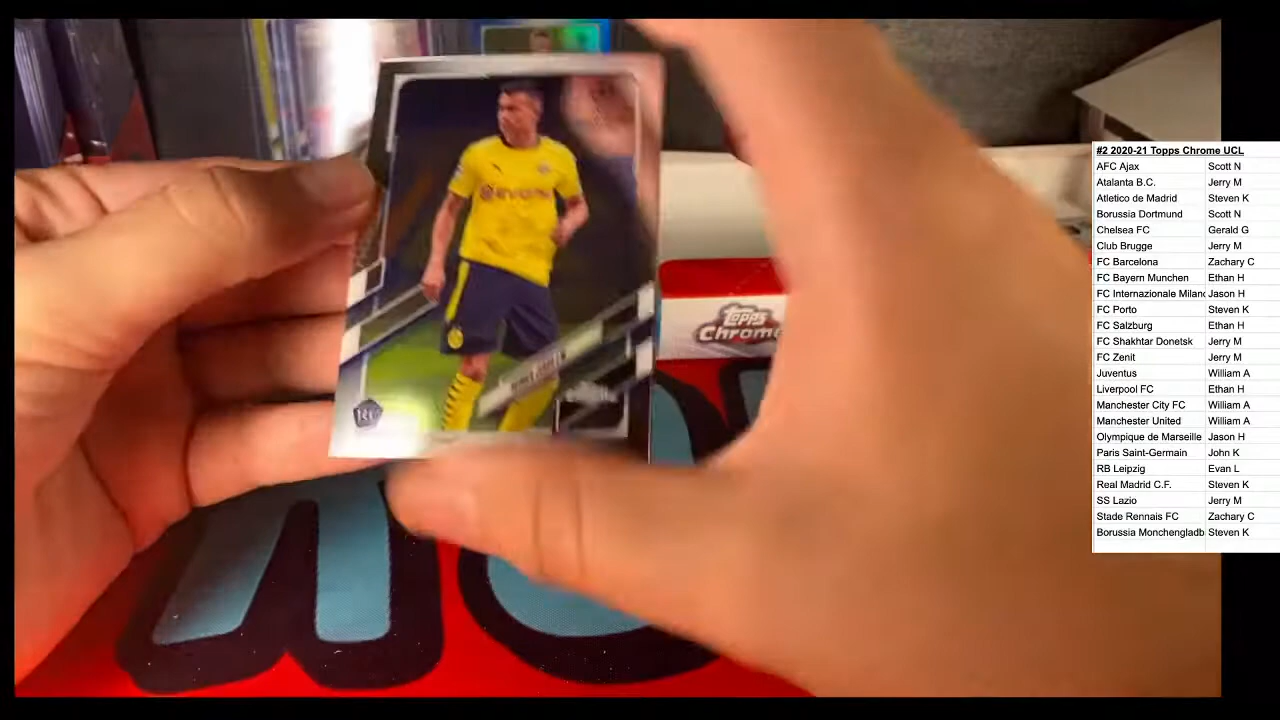 #2 2020-21 Topps Chrome UCL
AFC Ajax Scott N
Atalanta B.C. Jerry M
Atletico de Madrid Steven K
Borussia Dortmund Scott N
Chelsea FC Gerald G
Club Brugge Jerry M
FC Barcelona Zachary C
FC Bayern Munchen Ethan H
FC Internazionale Milano Jason H
FC Porto Steven K
FC Salzburg Ethan H
FC Shakhtar Donetsk Jerry M
FC Zenit Jerry M
Juventus William A
Liverpool FC Ethan H
Manchester City FC William A
Manchester United William A
Olympique de Marseille Jason H
Paris Saint-Germain John K
RB Leipzig Evan L
Real Madrid C.F. Steven K
SS Lazio Jerry M
Stade Rennais FC Zachary C
Borussia Monchengladb Steven K
EVONIK
Topps
Chrome
RC